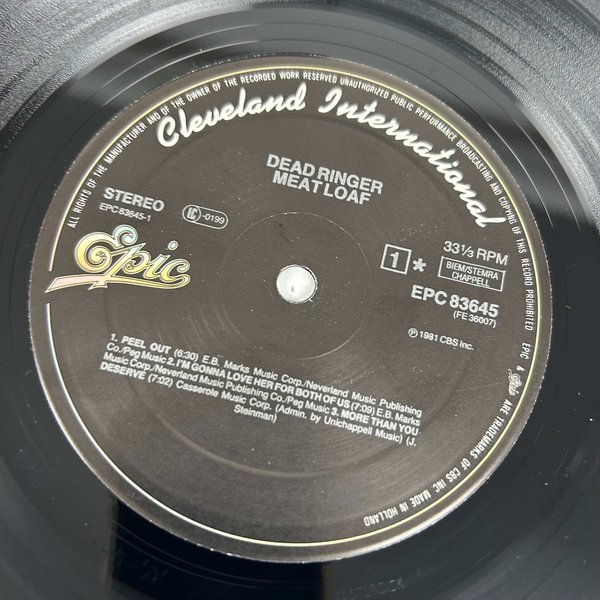 ALL RIGHTS OF THE MANUFACTURER AND OF THE OWNER OF THE RECORDED WORK RESERVED UNAUTHORIZED PUBLIC PERFORMANCE BROADCASTING AND COPYING OF THIS RECORD PROHIBITED EPIC & Epic ARE TRADEMARKS OF CBS INC MADE IN HOLLAND
Cleveland International
DEAD RINGER
MEAT LOAF
STEREO
EPC 83645-1
LC-0199
Epic
33⅓ RPM
1 *
BIEM/STEMRA
CHAPPELL
EPC 83645
(FE 36007)
℗ 1981 CBS Inc.
1. PEEL OUT (6:30) E.B. Marks Music Corp./Neverland Music Publishing
Co./Peg Music 2. I'M GONNA LOVE HER FOR BOTH OF US (7:09) E.B. Marks
Music Corp./Neverland Music Publishing Co./Peg Music 3. MORE THAN YOU
DESERVE (7:02) Casserole Music Corp. (Admin. by Unichappell Music) (J.
Steinman)